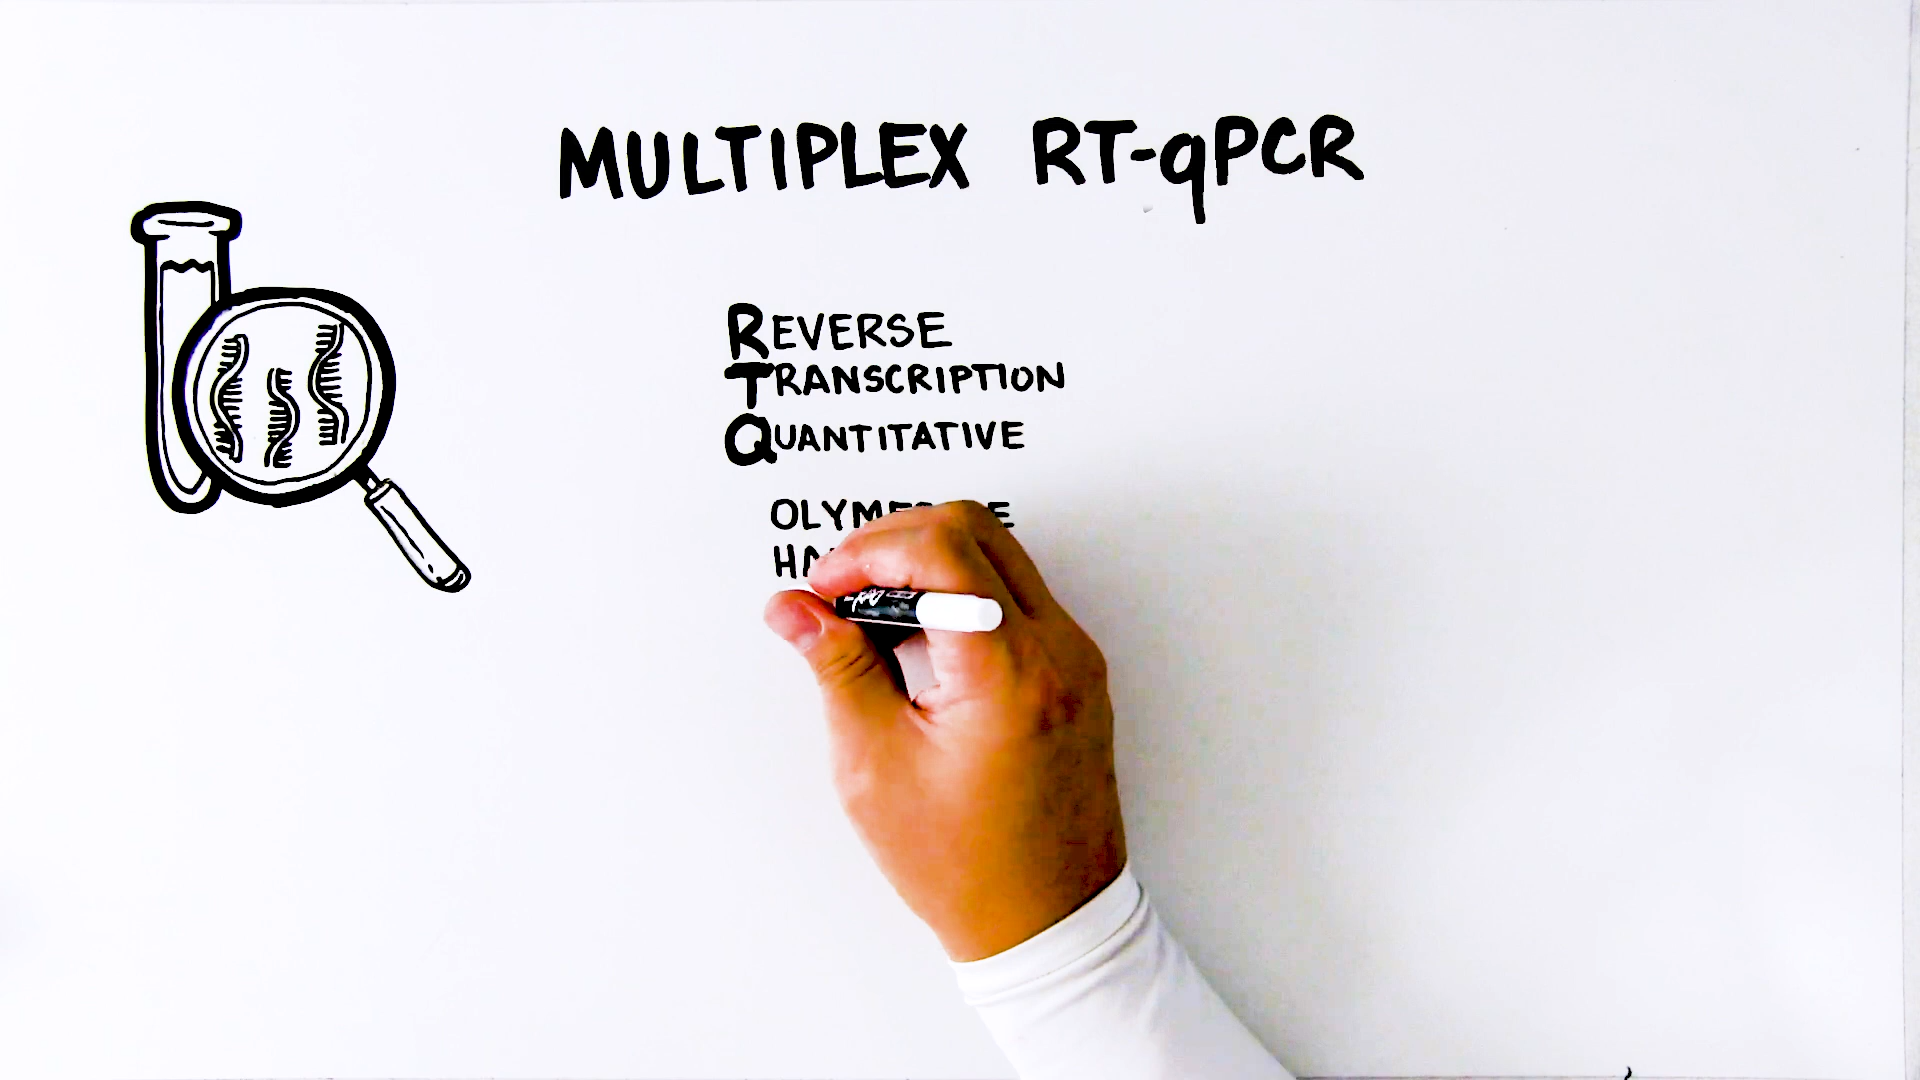 MULTIPLEX RT-qPCR
REVERSE
TRANSCRIPTION
QUANTITATIVE